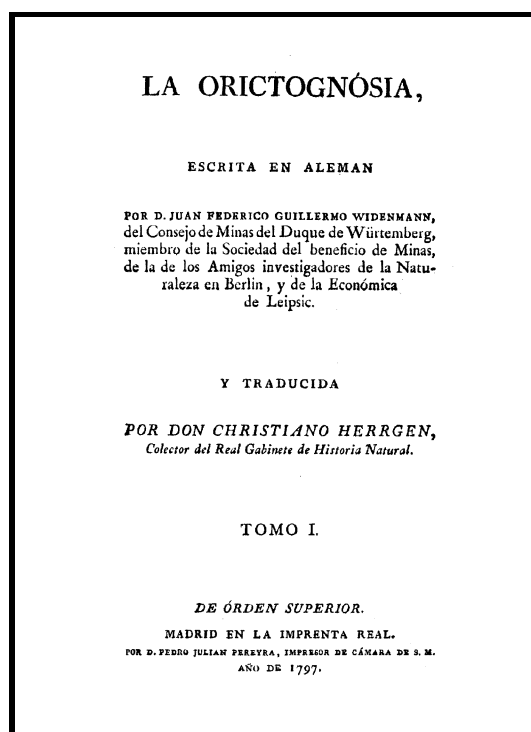 LA ORICTOGNÓSIA,
ESCRITA EN ALEMAN
POR D. JUAN FEDERICO GUILLERMO WIDENMANN,
del Consejo de Minas del Duque de Würtemberg,
miembro de la Sociedad del beneficio de Minas,
de la de los Amigos investigadores de la Natu-
raleza en Berlin, y de la Económica
de Leipsic.
Y TRADUCIDA
POR DON CHRISTIANO HERRGEN,
Colector del Real Gabinete de Historia Natural.
TOMO I.
DE ÓRDEN SUPERIOR.
MADRID EN LA IMPRENTA REAL.
POR D. PEDRO JULIAN PEREYRA, IMPRESOR DE CÁMARA DE S. M.
AÑO DE 1797.